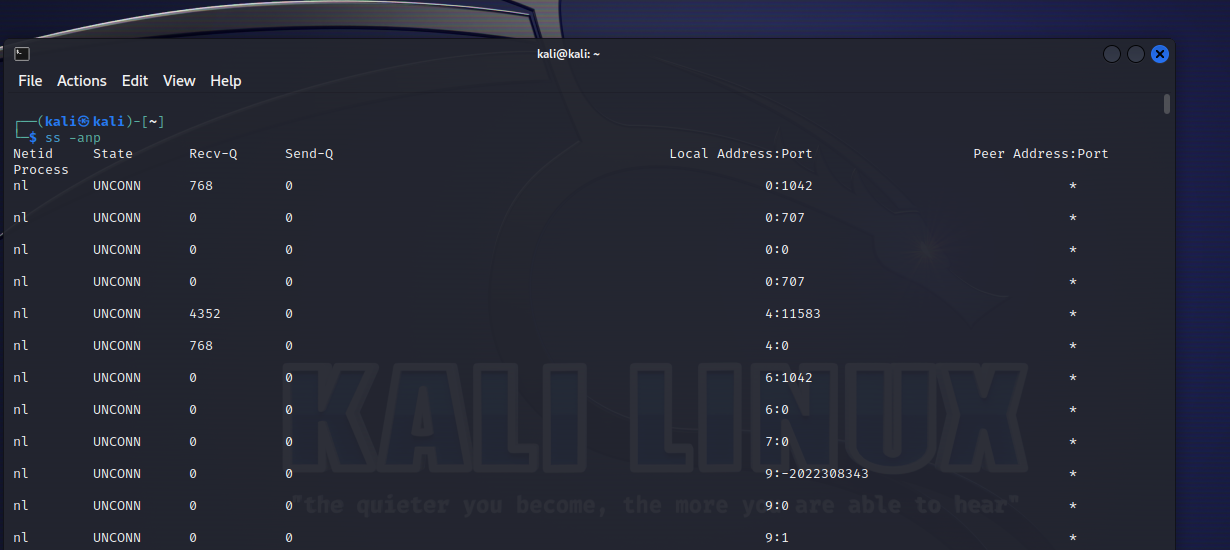 kali@kali: ~
File Actions Edit View Help
┌──(kali㉿kali)-[~]
└─$ ss -anp
Netid State Recv-Q Send-Q Local Address:Port Peer Address:Port
Process
nl UNCONN 768 0 0:1042 *
nl UNCONN 0 0 0:707 *
nl UNCONN 0 0 0:0 *
nl UNCONN 0 0 0:707 *
nl UNCONN 4352 0 4:11583 *
nl UNCONN 768 0 4:0 *
nl UNCONN 0 0 6:1042 *
nl UNCONN 0 0 6:0 *
nl UNCONN 0 0 7:0 *
nl UNCONN 0 0 9:-2022308343 *
nl UNCONN 0 0 9:0 *
nl UNCONN 0 0 9:1 *
KALI LINUX
"the quieter you become, the more you are able to hear"